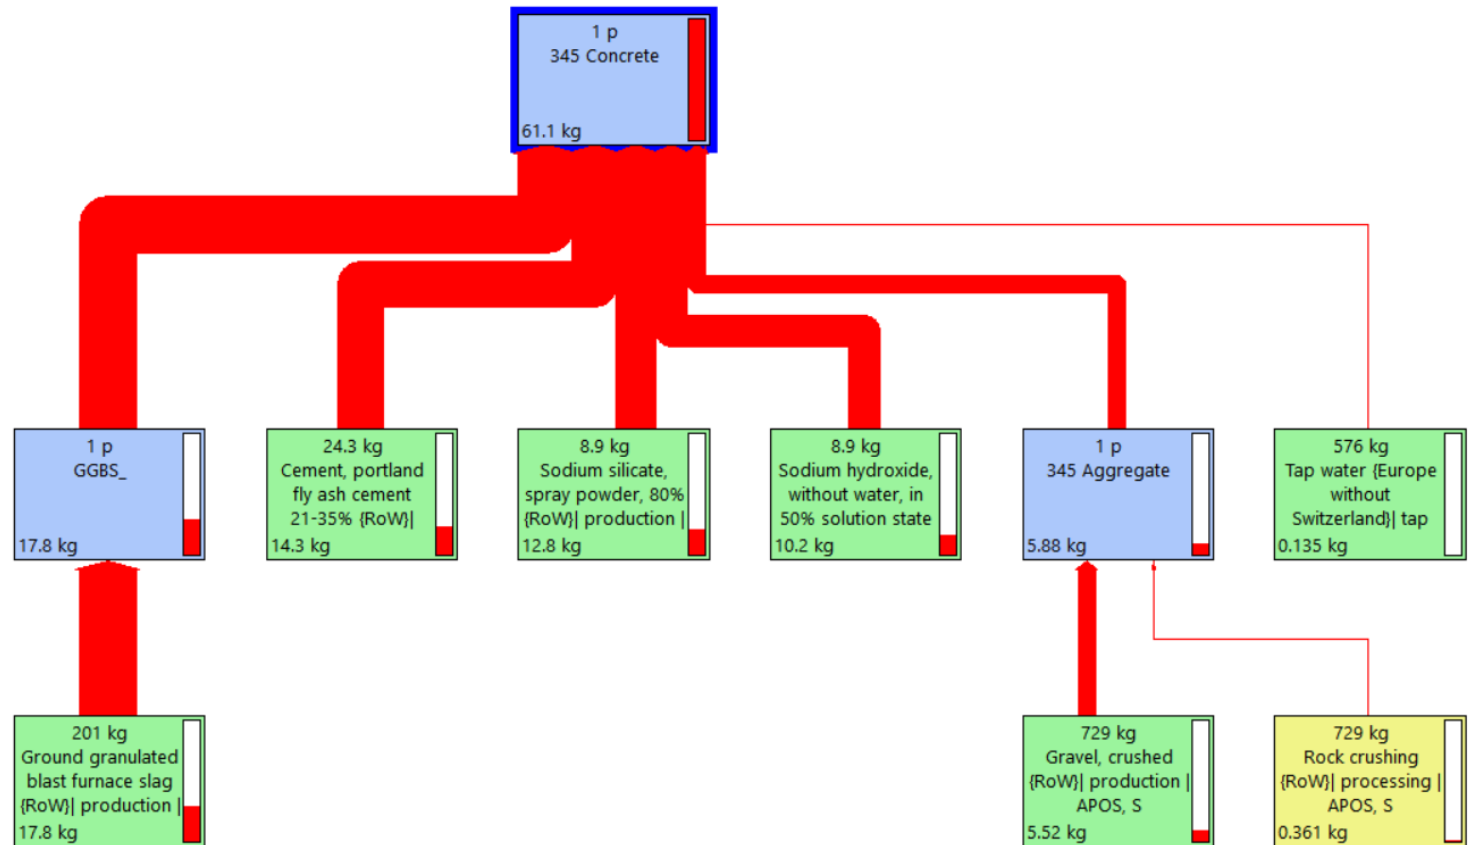 1 p
345 Concrete
61.1 kg
1 p
GGBS_
17.8 kg
24.3 kg
Cement, portland
fly ash cement
21-35% {RoW}|
14.3 kg
8.9 kg
Sodium silicate,
spray powder, 80%
{RoW}| production |
12.8 kg
8.9 kg
Sodium hydroxide,
without water, in
50% solution state
10.2 kg
1 p
345 Aggregate
5.88 kg
576 kg
Tap water {Europe
without
Switzerland}| tap
0.135 kg
201 kg
Ground granulated
blast furnace slag
{RoW}| production |
17.8 kg
729 kg
Gravel, crushed
{RoW}| production |
APOS, S
5.52 kg
729 kg
Rock crushing
{RoW}| processing |
APOS, S
0.361 kg